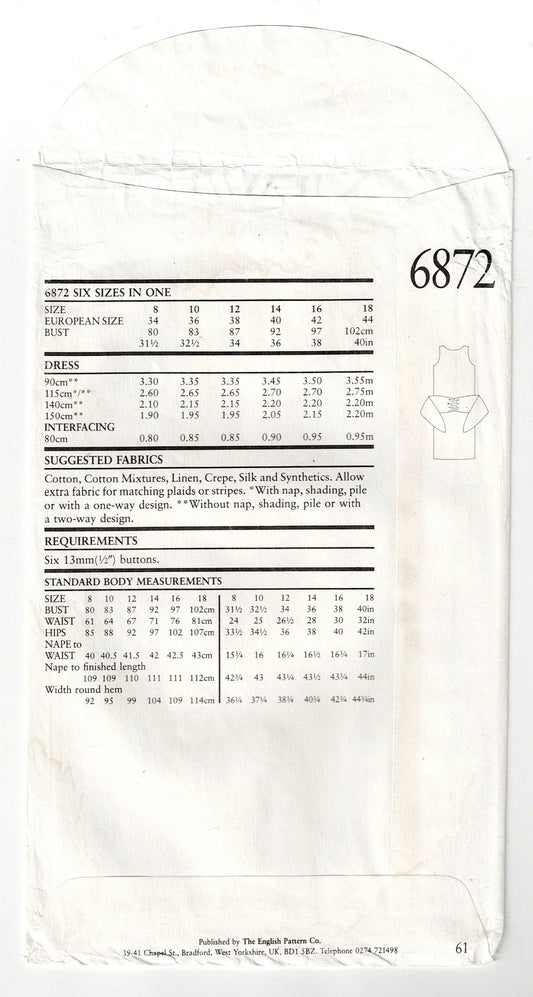 6872
6872 SIX SIZES IN ONE
SIZE 8 10 12 14 16 18
EUROPEAN SIZE 34 36 38 40 42 44
BUST 80 83 87 92 97 102cm
31½ 32½ 34 36 38 40in
DRESS
90cm** 3.30 3.35 3.35 3.45 3.50 3.55m
115cm*/** 2.60 2.65 2.65 2.70 2.70 2.75m
140cm** 2.10 2.15 2.15 2.20 2.20 2.20m
150cm** 1.90 1.95 1.95 2.05 2.15 2.20m
INTERFACING
80cm 0.80 0.85 0.85 0.90 0.95 0.95m
SUGGESTED FABRICS
Cotton, Cotton Mixtures, Linen, Crepe, Silk and Synthetics. Allow
extra fabric for matching plaids or stripes. *With nap, shading, pile
or with a one-way design. **Without nap, shading, pile or with
a two-way design.
REQUIREMENTS
Six 13mm(½") buttons.
STANDARD BODY MEASUREMENTS
SIZE 8 10 12 14 16 18 8 10 12 14 16 18
BUST 80 83 87 92 97 102cm 31½ 32½ 34 36 38 40in
WAIST 61 64 67 71 76 81cm 24 25 26½ 28 30 32in
HIPS 85 88 92 97 102 107cm 33½ 34½ 36 38 40 42in
NAPE to
WAIST 40 40.5 41.5 42 42.5 43cm 15¾ 16 16¼ 16½ 16¾ 17in
Nape to finished length
109 109 110 111 111 112cm 42¾ 43 43¼ 43½ 43¾ 44in
Width round hem
92 95 99 104 109 114cm 36¼ 37¼ 38¾ 40¾ 42¾ 44¾in
Published by The English Pattern Co.
39-41 Chapel St., Bradford, West Yorkshire, UK, BD1 5BZ. Telephone 0274 721498
61